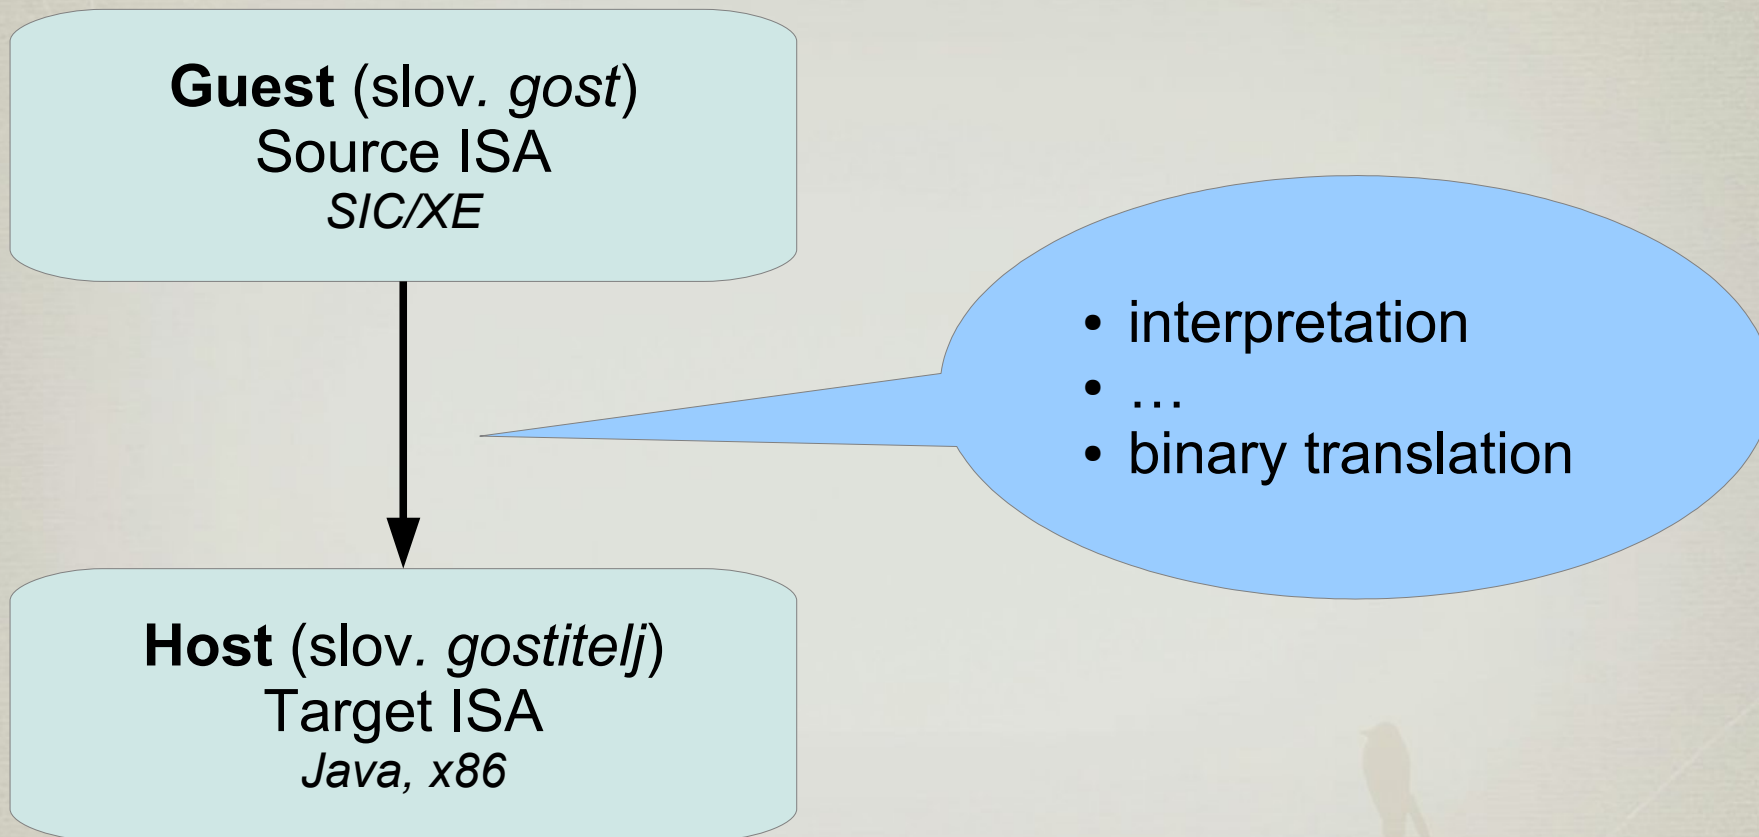 Guest (slov. gost)
Source ISA
SIC/XE
• interpretation
• …
• binary translation
Host (slov. gostitelj)
Target ISA
Java, x86